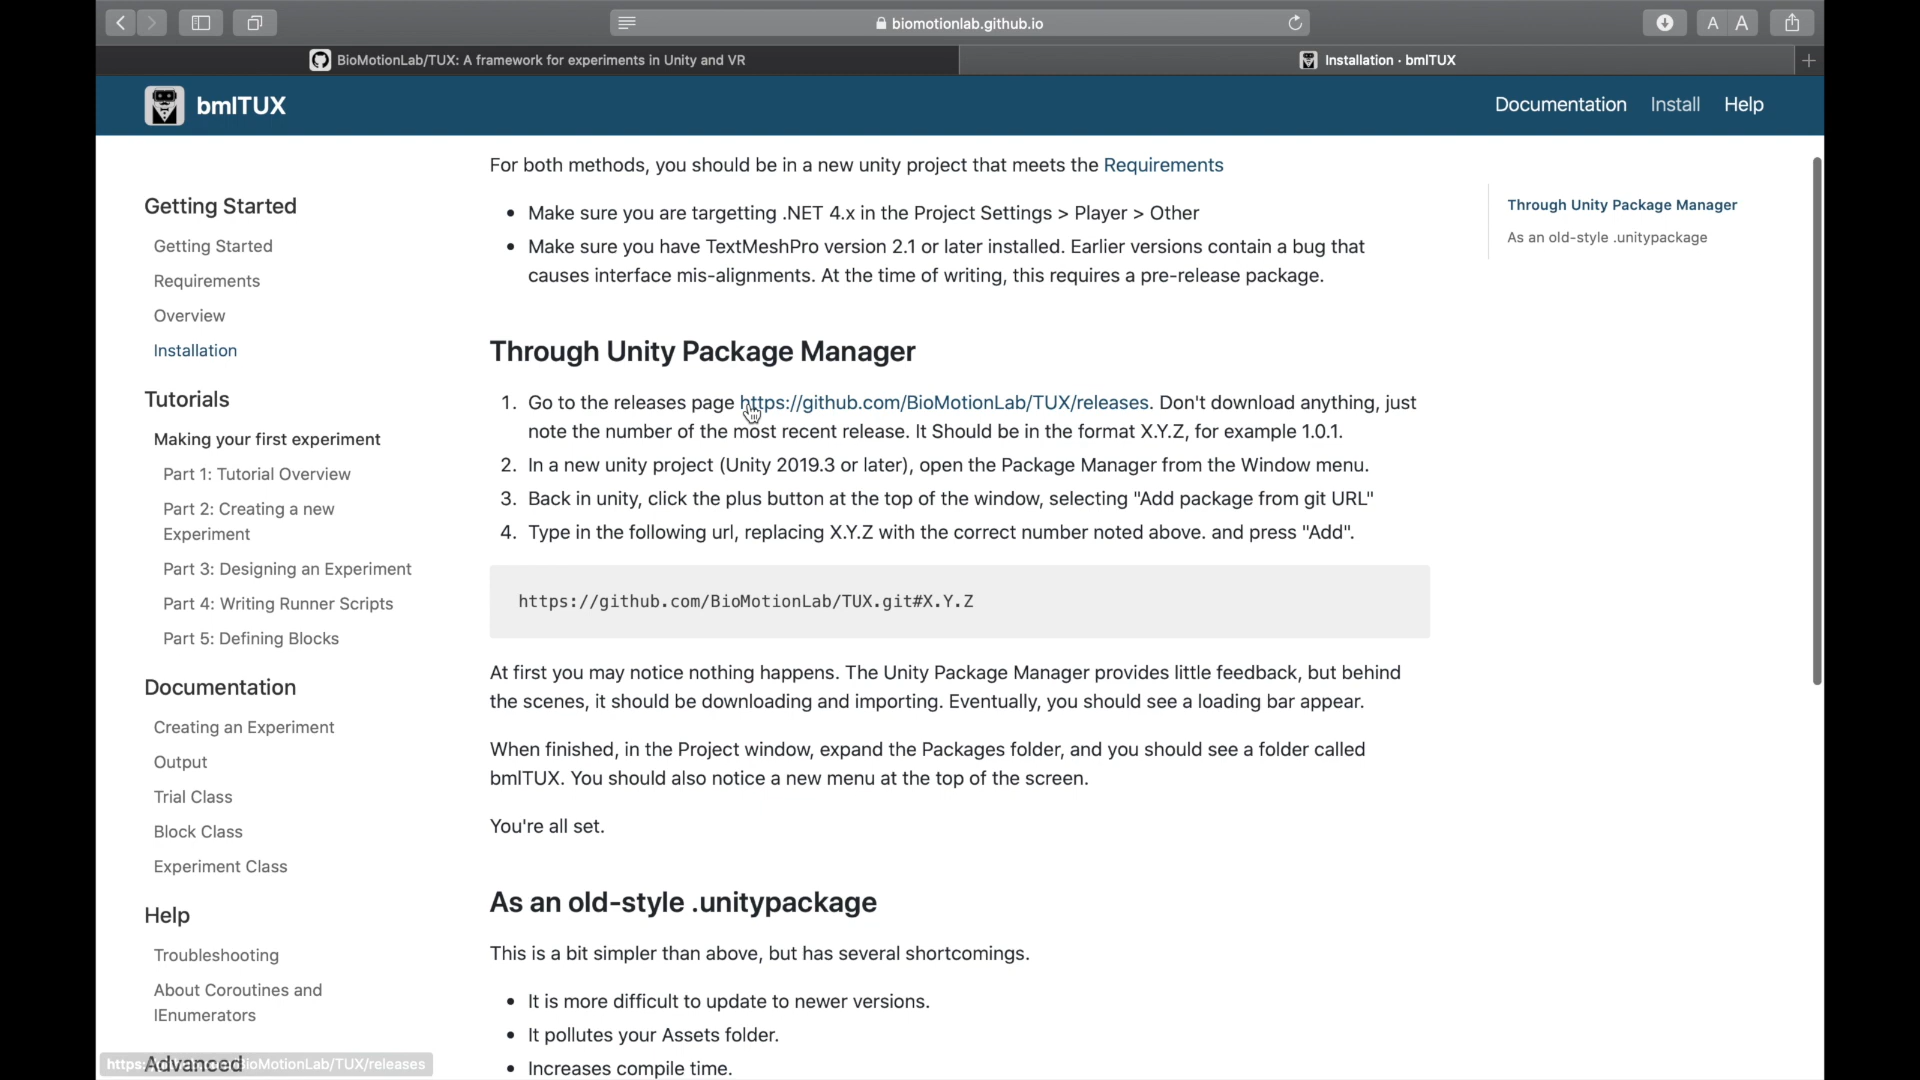 biomotionlab.github.io
A A
BioMotionLab/TUX: A framework for experiments in Unity and VR
Installation · bmlTUX
bmlTUX
Documentation Install Help
For both methods, you should be in a new unity project that meets the Requirements
Make sure you are targetting .NET 4.x in the Project Settings > Player > Other
Make sure you have TextMeshPro version 2.1 or later installed. Earlier versions contain a bug that
causes interface mis-alignments. At the time of writing, this requires a pre-release package.
Through Unity Package Manager
1. Go to the releases page https://github.com/BioMotionLab/TUX/releases. Don't download anything, just
note the number of the most recent release. It Should be in the format X.Y.Z, for example 1.0.1.
2. In a new unity project (Unity 2019.3 or later), open the Package Manager from the Window menu.
3. Back in unity, click the plus button at the top of the window, selecting "Add package from git URL"
4. Type in the following url, replacing X.Y.Z with the correct number noted above. and press "Add".
https://github.com/BioMotionLab/TUX.git#X.Y.Z
At first you may notice nothing happens. The Unity Package Manager provides little feedback, but behind
the scenes, it should be downloading and importing. Eventually, you should see a loading bar appear.
When finished, in the Project window, expand the Packages folder, and you should see a folder called
bmlTUX. You should also notice a new menu at the top of the screen.
You're all set.
As an old-style .unitypackage
This is a bit simpler than above, but has several shortcomings.
It is more difficult to update to newer versions.
It pollutes your Assets folder.
Increases compile time.
Getting Started
Getting Started
Requirements
Overview
Installation
Tutorials
Making your first experiment
Part 1: Tutorial Overview
Part 2: Creating a new
Experiment
Part 3: Designing an Experiment
Part 4: Writing Runner Scripts
Part 5: Defining Blocks
Documentation
Creating an Experiment
Output
Trial Class
Block Class
Experiment Class
Help
Troubleshooting
About Coroutines and
IEnumerators
Advanced
Through Unity Package Manager
As an old-style .unitypackage